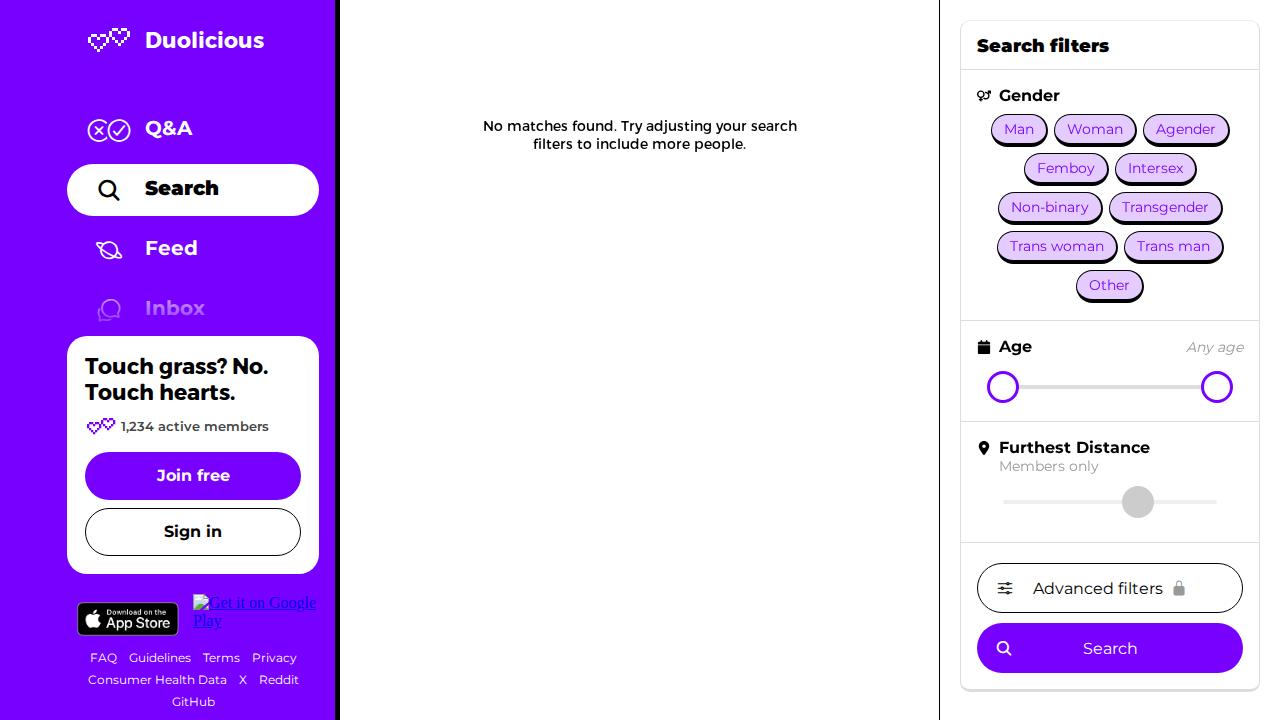 Duolicious
Q&A
Search
Feed
Inbox
Touch grass? No.
Touch hearts.
1,234 active members
Join free
Sign in
Download on the
App Store
Get it on Google
Play
FAQ Guidelines Terms Privacy
Consumer Health Data X Reddit
GitHub
No matches found. Try adjusting your search
filters to include more people.
Search filters
Gender
Man Woman Agender
Femboy Intersex
Non-binary Transgender
Trans woman Trans man
Other
Age Any age
Furthest Distance
Members only
Advanced filters
Search